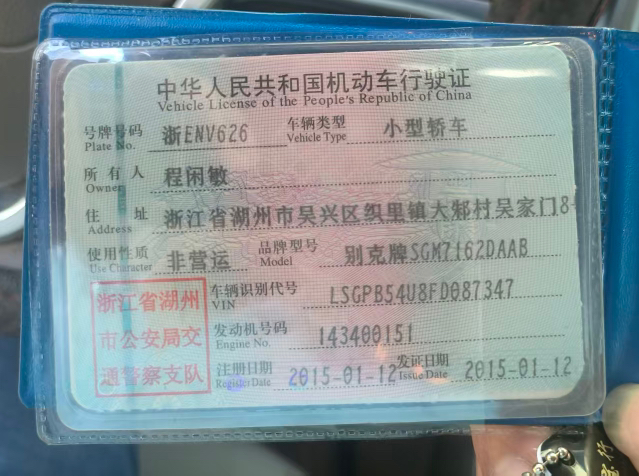 中华人民共和国机动车行驶证
Vehicle License of the People's Republic of China
号牌号码 浙ENV626 车辆类型 小型轿车
Plate No. Vehicle Type
所有人 程闲敏
Owner
住址 浙江省湖州市吴兴区织里镇大邾村吴家门8
Address
使用性质 非营运 品牌型号 别克牌SGM7162DAAB
Use Character Model
浙江省湖州 车辆识别代号 LSGPB54U8FD087347
VIN
市公安局交 发动机号码 143400151
Engine No.
通警察支队 注册日期 2015-01-12 发证日期 2015-01-12
Register Date Issue Date